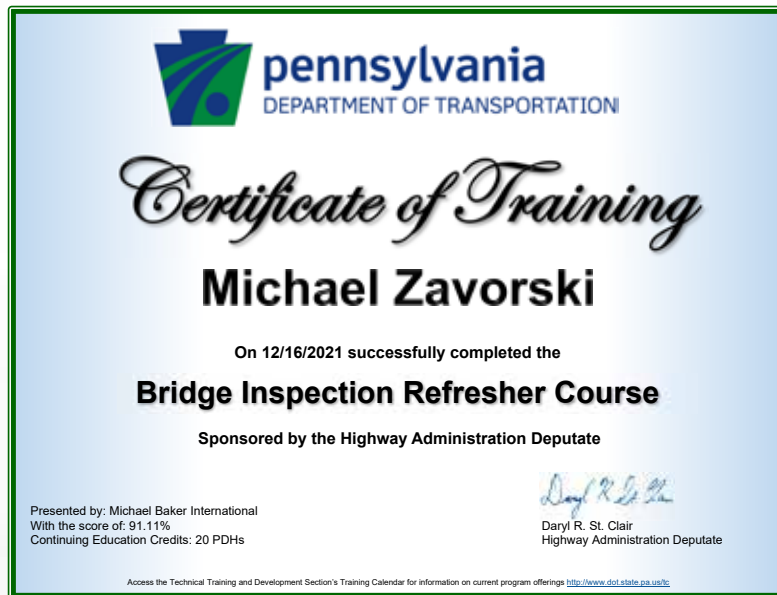 pennsylvania
DEPARTMENT OF TRANSPORTATION
Certificate of Training
Michael Zavorski
On 12/16/2021 successfully completed the
Bridge Inspection Refresher Course
Sponsored by the Highway Administration Deputate
Presented by: Michael Baker International
With the score of: 91.11%
Continuing Education Credits: 20 PDHs
Daryl R. St. Clair
Daryl R. St. Clair
Highway Administration Deputate
Access the Technical Training and Development Section's Training Calendar for information on current program offerings http://www.dot.state.pa.us/tc